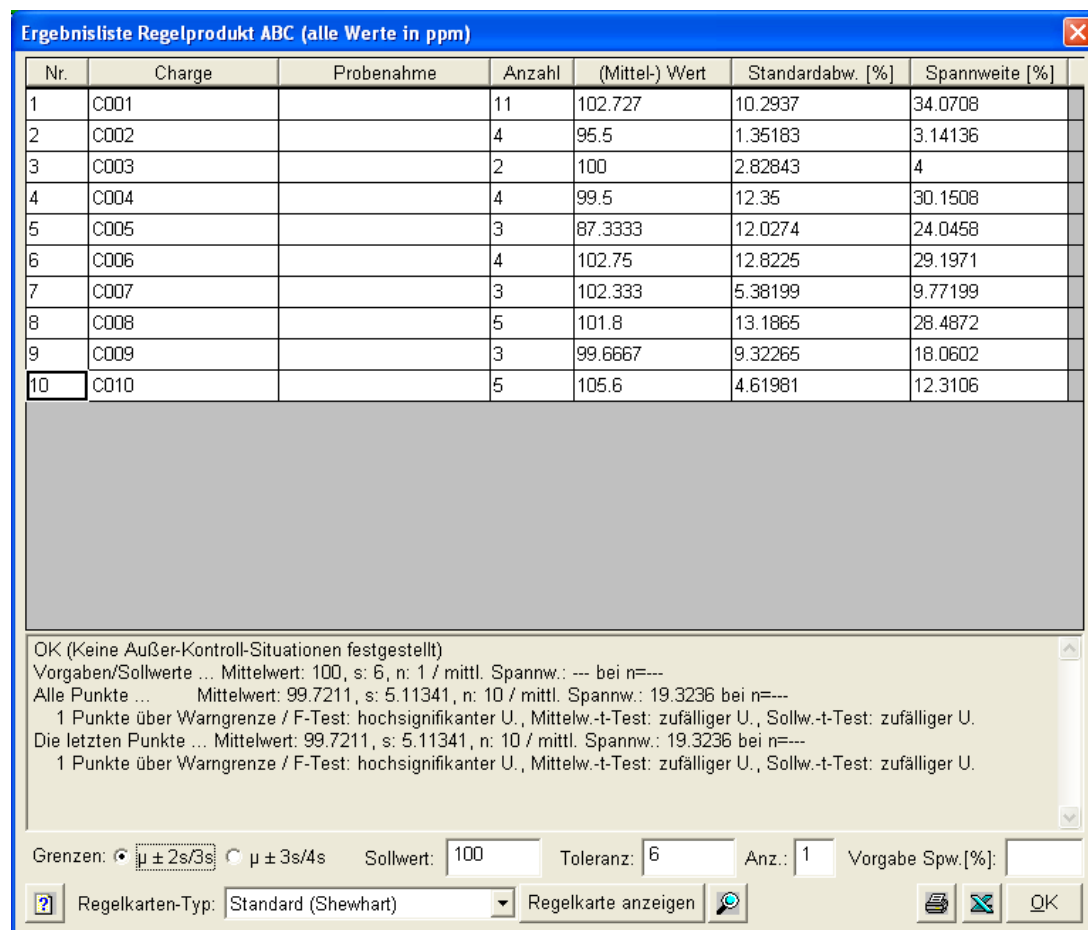 Ergebnisliste Regelprodukt ABC (alle Werte in ppm)
Nr. Charge Probenahme Anzahl (Mittel-) Wert Standardabw. [%] Spannweite [%]
1 C001 11 102.727 10.2937 34.0708
2 C002 4 95.5 1.35183 3.14136
3 C003 2 100 2.82843 4
4 C004 4 99.5 12.35 30.1508
5 C005 3 87.3333 12.0274 24.0458
6 C006 4 102.75 12.8225 29.1971
7 C007 3 102.333 5.38199 9.77199
8 C008 5 101.8 13.1865 28.4872
9 C009 3 99.6667 9.32265 18.0602
10 C010 5 105.6 4.61981 12.3106
OK (Keine Außer-Kontroll-Situationen festgestellt)
Vorgaben/Sollwerte ... Mittelwert: 100, s: 6, n: 1 / mittl. Spannw.: --- bei n=---
Alle Punkte ... Mittelwert: 99.7211, s: 5.11341, n: 10 / mittl. Spannw.: 19.3236 bei n=---
1 Punkte über Warngrenze / F-Test: hochsignifikanter U., Mittelw.-t-Test: zufälliger U., Sollw.-t-Test: zufälliger U.
Die letzten Punkte ... Mittelwert: 99.7211, s: 5.11341, n: 10 / mittl. Spannw.: 19.3236 bei n=---
1 Punkte über Warngrenze / F-Test: hochsignifikanter U., Mittelw.-t-Test: zufälliger U., Sollw.-t-Test: zufälliger U.
Grenzen: µ ± 2s/3s µ ± 3s/4s Sollwert: 100 Toleranz: 6 Anz.: 1 Vorgabe Spw.[%]:
? Regelkarten-Typ: Standard (Shewhart) Regelkarte anzeigen OK